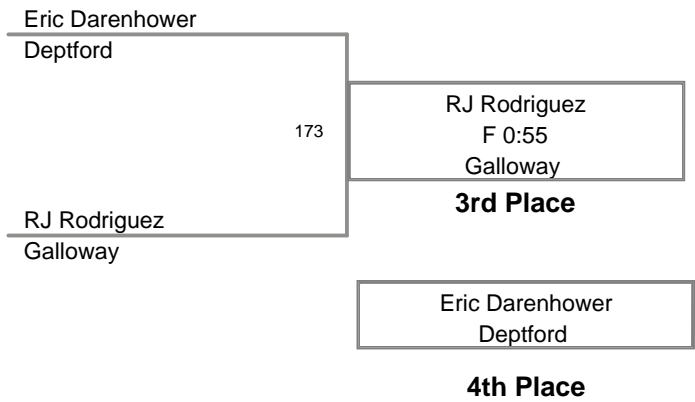 Eric Darenhower
Deptford
173
RJ Rodriguez
F 0:55
Galloway
3rd Place
RJ Rodriguez
Galloway
Eric Darenhower
Deptford
4th Place